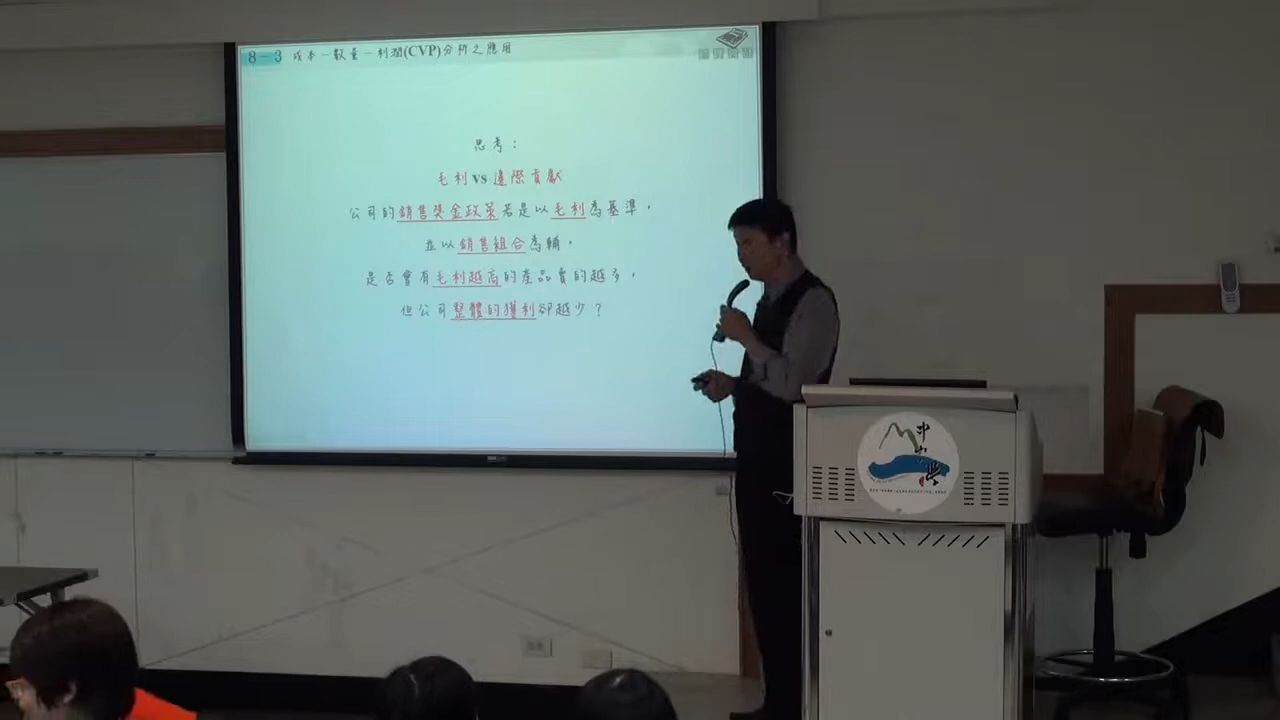 8－3 成本－數量－利潤(CVP)分析之應用
思考：
毛利 vs 邊際貢獻
公司的銷售獎金政策若是以毛利為基準，
並以銷售組合為輔，
是否會有毛利越高的產品賣的越多，
但公司整體的獲利卻越少？
中山學